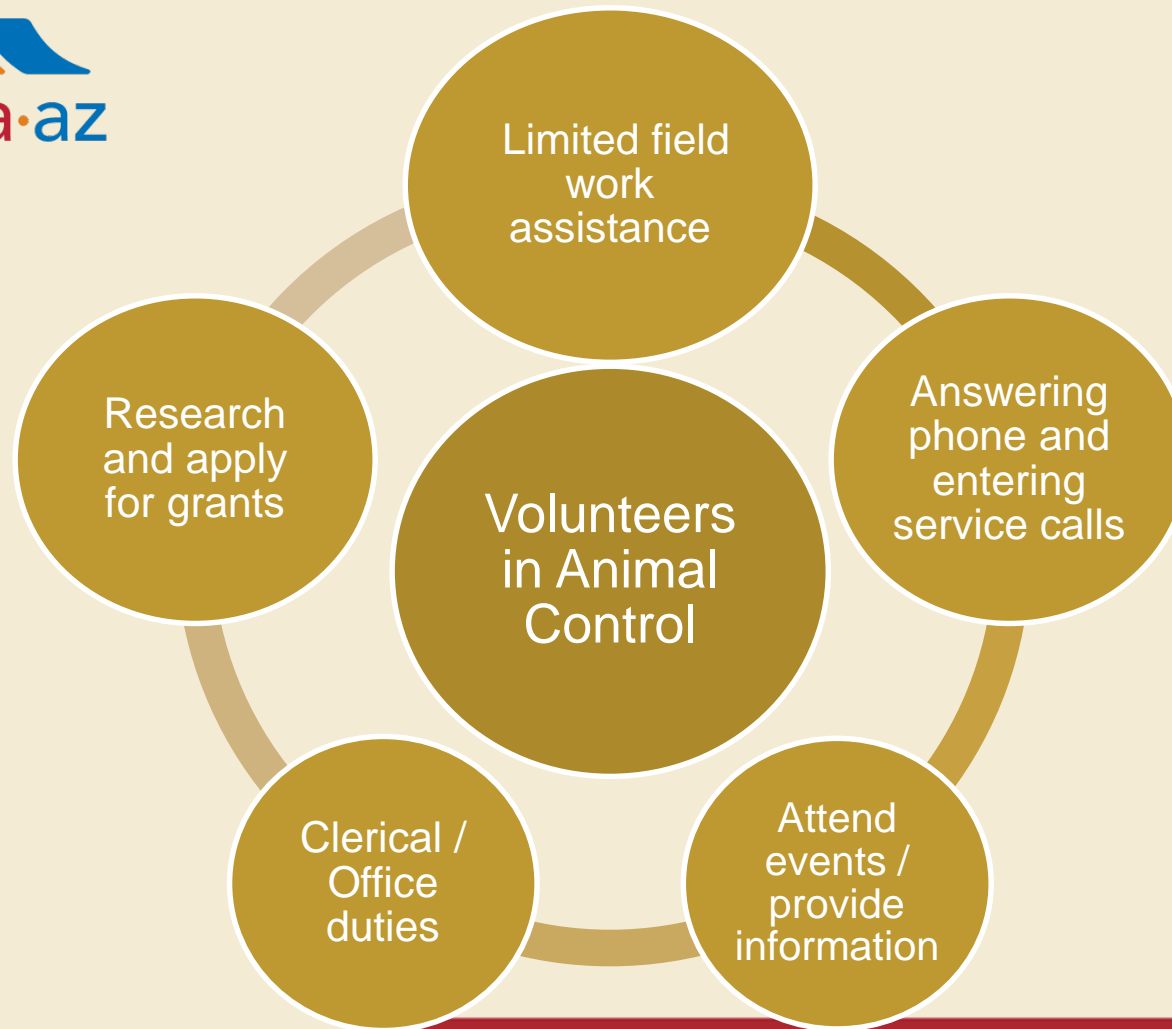 a·az
Limited field
work
assistance
Answering
phone and
entering
service calls
Attend
events /
provide
information
Clerical /
Office
duties
Research
and apply
for grants
Volunteers
in Animal
Control